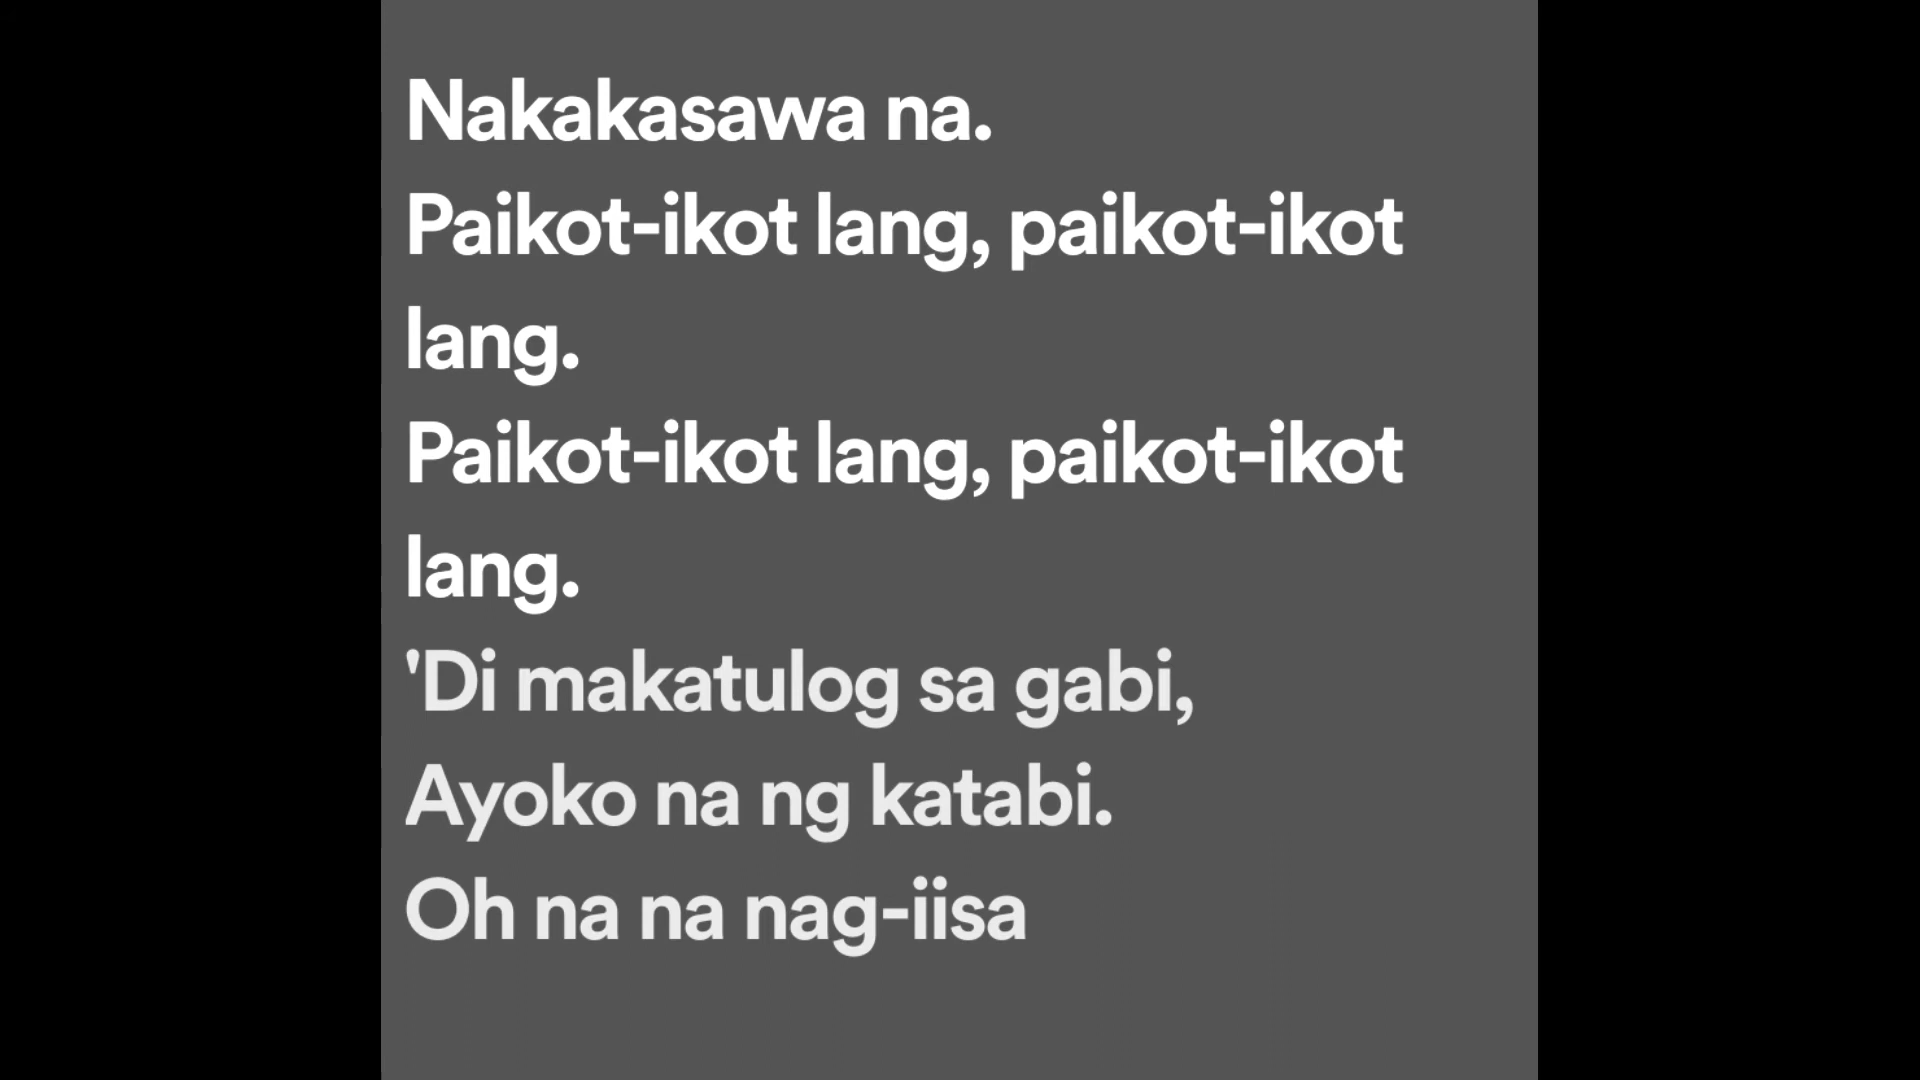 Nakakasawa na.
Paikot-ikot lang, paikot-ikot
lang.
Paikot-ikot lang, paikot-ikot
lang.
'Di makatulog sa gabi,
Ayoko na ng katabi.
Oh na na nag-iisa